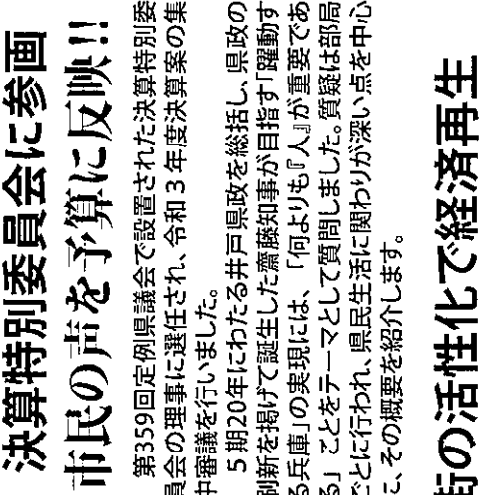 決算特別委員会に参画
市民の声を予算に反映!!
第359回定例県議会で設置された決算特別委
員会の理事に選任され、令和3年度決算案の集
中審議を行いました。
5期20年にわたる井戸県政を総括し、県政の
刷新を掲げて誕生した齋藤知事が目指す「躍動す
る兵庫」の実現には、「何よりも『人』が重要であ
る」ことをテーマとして質問しました。質疑は部局
ごとに行われ、県民生活に関わりが深い点を中心
に、その概要を紹介します。
街の活性化で経済再生